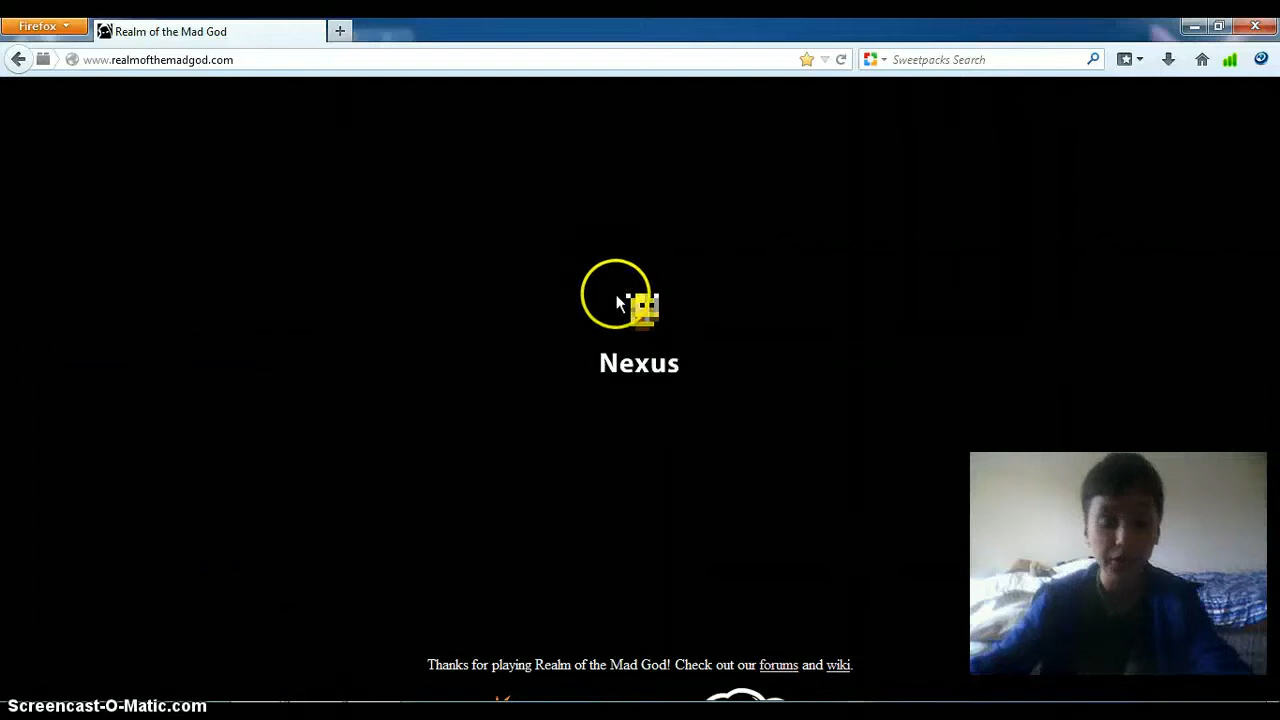 Firefox
Realm of the Mad God
www.realmofthemadgod.com
Sweetpacks Search
Nexus
Thanks for playing Realm of the Mad God! Check out our forums and wiki.
Screencast-O-Matic.com